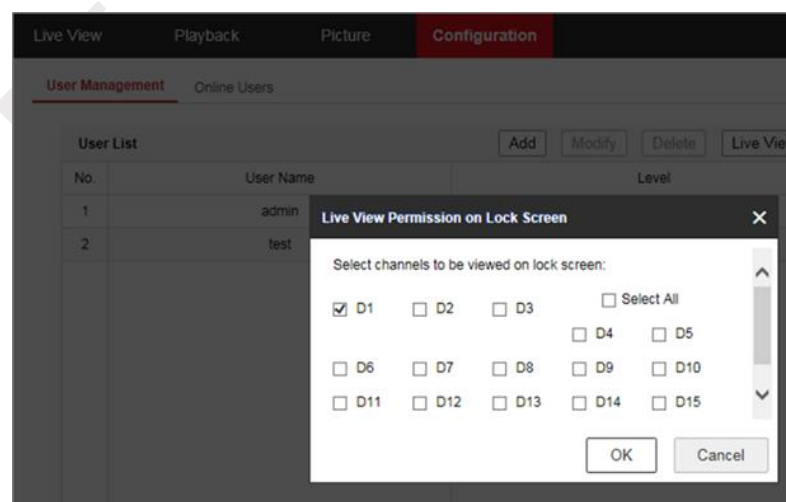 Live View Playback Picture Configuration
User Management Online Users
User List Add Modify Delete Live Vie
No. User Name Level
1 admin
2 test
Live View Permission on Lock Screen
Select channels to be viewed on lock screen:
Select All
D1 D2 D3
D4 D5
D6 D7 D8 D9 D10
D11 D12 D13 D14 D15
OK Cancel